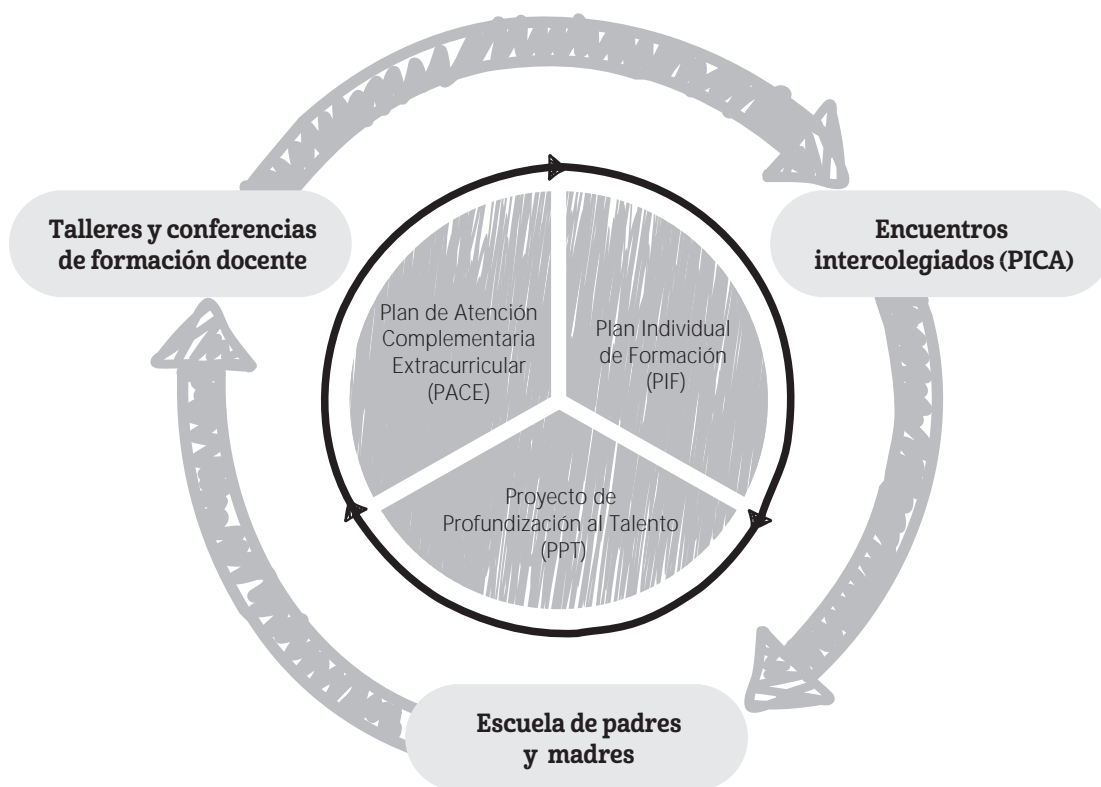 Talleres y conferencias
de formación docente
Encuentros
intercolegiados (PICA)
Plan de Atención
Complementaria
Extracurricular
(PACE)
Plan Individual
de Formación
(PIF)
Proyecto de
Profundización al Talento
(PPT)
Escuela de padres
y madres